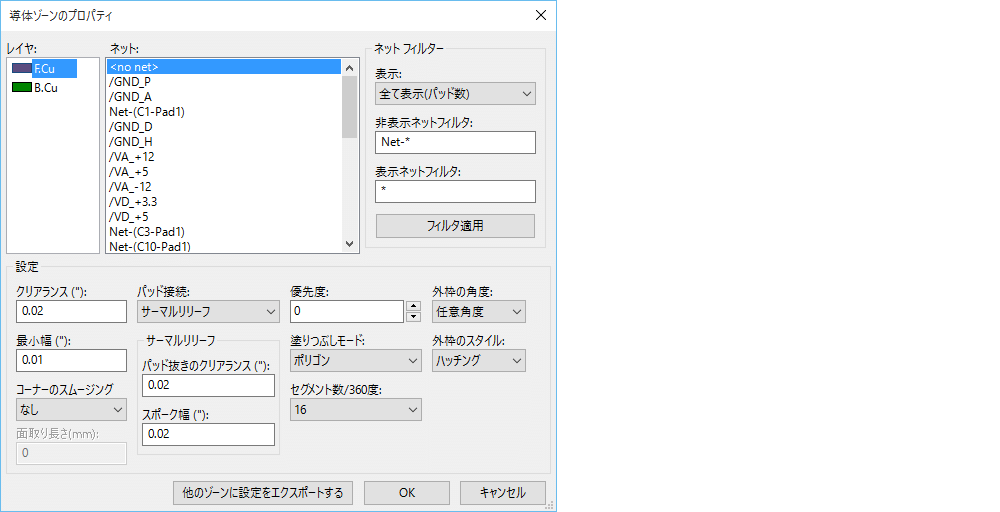 導体ゾーンのプロパティ
レイヤ:
F.Cu
B.Cu
ネット:
<no net>
/GND_P
/GND_A
Net-(C1-Pad1)
/GND_D
/GND_H
/VA_+12
/VA_+5
/VA_-12
/VD_+3.3
/VD_+5
Net-(C3-Pad1)
Net-(C10-Pad1)
ネット フィルター
表示:
全て表示(パッド数)
非表示ネットフィルタ:
Net-*
表示ネットフィルタ:
*
フィルタ適用
設定
クリアランス ("):
0.02
最小幅 ("):
0.01
コーナーのスムージング
なし
面取り長さ(mm):
0
パッド接続:
サーマルリリーフ
サーマルリリーフ
パッド抜きのクリアランス ("):
0.02
スポーク幅 ("):
0.02
優先度:
0
塗りつぶしモード:
ポリゴン
セグメント数/360度:
16
外枠の角度:
任意角度
外枠のスタイル:
ハッチング
他のゾーンに設定をエクスポートする
OK
キャンセル